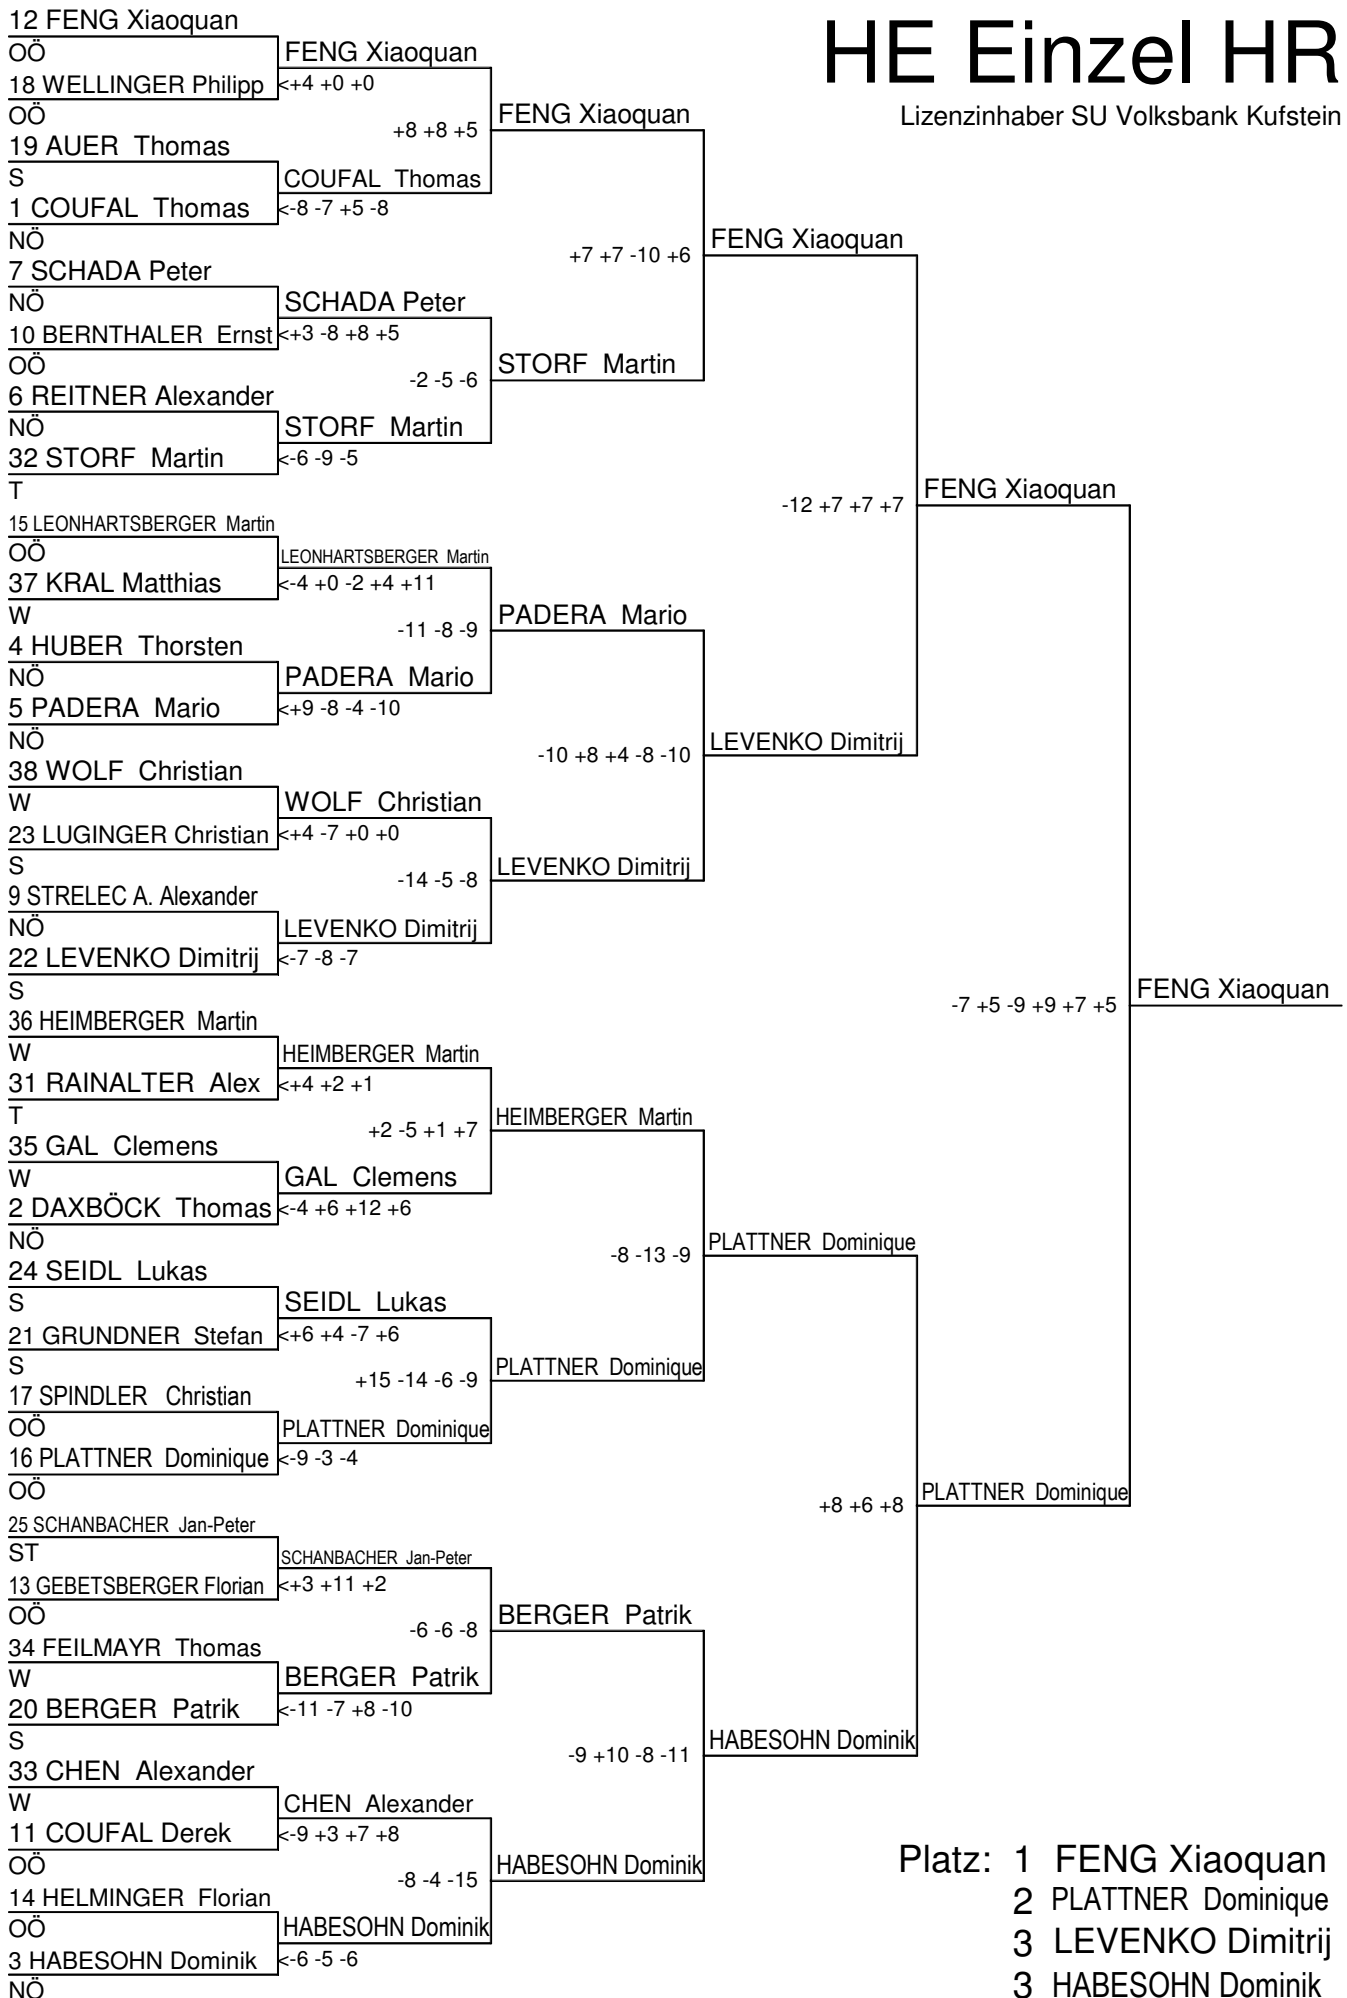 HE Einzel HR
Lizenzinhaber SU Volksbank Kufstein
12 FENG Xiaoquan
OÖ
18 WELLINGER Philipp
OÖ
19 AUER Thomas
S
1 COUFAL Thomas
NÖ
7 SCHADA Peter
NÖ
10 BERNTHALER Ernst
OÖ
6 REITNER Alexander
NÖ
32 STORF Martin
T
15 LEONHARTSBERGER Martin
OÖ
37 KRAL Matthias
W
4 HUBER Thorsten
NÖ
5 PADERA Mario
NÖ
38 WOLF Christian
W
23 LUGINGER Christian
S
9 STRELEC A. Alexander
NÖ
22 LEVENKO Dimitrij
S
36 HEIMBERGER Martin
W
31 RAINALTER Alex
T
35 GAL Clemens
W
2 DAXBÖCK Thomas
NÖ
24 SEIDL Lukas
S
21 GRUNDNER Stefan
S
17 SPINDLER Christian
OÖ
16 PLATTNER Dominique
OÖ
25 SCHANBACHER Jan-Peter
ST
13 GEBETSBERGER Florian
OÖ
34 FEILMAYR Thomas
W
20 BERGER Patrik
S
33 CHEN Alexander
W
11 COUFAL Derek
OÖ
14 HELMINGER Florian
OÖ
3 HABESOHN Dominik
NÖ
FENG Xiaoquan
<+4 +0 +0
+8 +8 +5
COUFAL Thomas
<-8 -7 +5 -8
SCHADA Peter
<+3 -8 +8 +5
-2 -5 -6
STORF Martin
<-6 -9 -5
LEONHARTSBERGER Martin
<-4 +0 -2 +4 +11
-11 -8 -9
PADERA Mario
<+9 -8 -4 -10
WOLF Christian
<+4 -7 +0 +0
-14 -5 -8
LEVENKO Dimitrij
<-7 -8 -7
HEIMBERGER Martin
<+4 +2 +1
+2 -5 +1 +7
GAL Clemens
<-4 +6 +12 +6
SEIDL Lukas
<+6 +4 -7 +6
+15 -14 -6 -9
PLATTNER Dominique
<-9 -3 -4
SCHANBACHER Jan-Peter
<+3 +11 +2
-6 -6 -8
BERGER Patrik
<-11 -7 +8 -10
CHEN Alexander
<-9 +3 +7 +8
-8 -4 -15
HABESOHN Dominik
<-6 -5 -6
FENG Xiaoquan
+7 +7 -10 +6
STORF Martin
PADERA Mario
-10 +8 +4 -8 -10
LEVENKO Dimitrij
HEIMBERGER Martin
-8 -13 -9
PLATTNER Dominique
BERGER Patrik
-9 +10 -8 -11
HABESOHN Dominik
FENG Xiaoquan
-12 +7 +7 +7
LEVENKO Dimitrij
PLATTNER Dominique
+8 +6 +8
HABESOHN Dominik
FENG Xiaoquan
-7 +5 -9 +9 +7 +5
PLATTNER Dominique
FENG Xiaoquan
Platz: 1 FENG Xiaoquan
2 PLATTNER Dominique
3 LEVENKO Dimitrij
3 HABESOHN Dominik